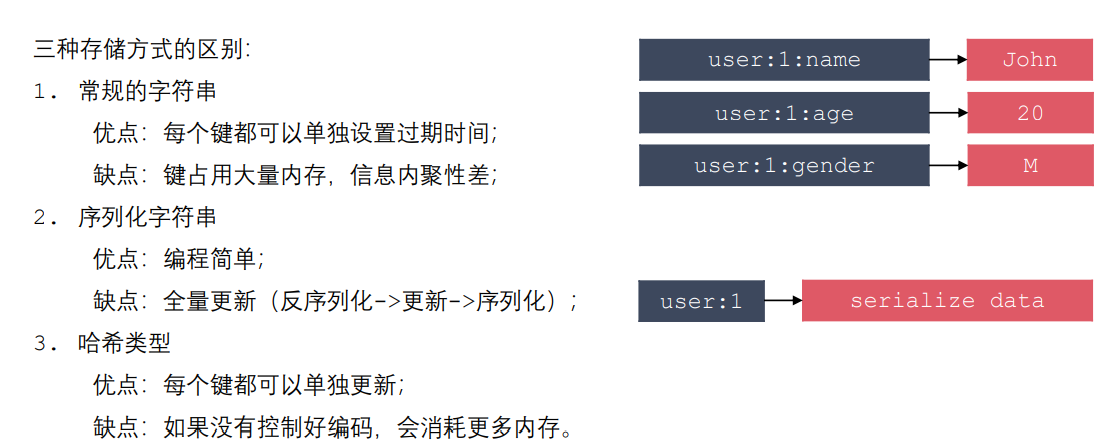 三种存储方式的区别：
1. 常规的字符串
优点：每个键都可以单独设置过期时间；
缺点：键占用大量内存，信息内聚性差；
2. 序列化字符串
优点：编程简单；
缺点：全量更新（反序列化->更新->序列化）；
3. 哈希类型
优点：每个键都可以单独更新；
缺点：如果没有控制好编码，会消耗更多内存。
user:1:name John
user:1:age 20
user:1:gender M
user:1 serialize data